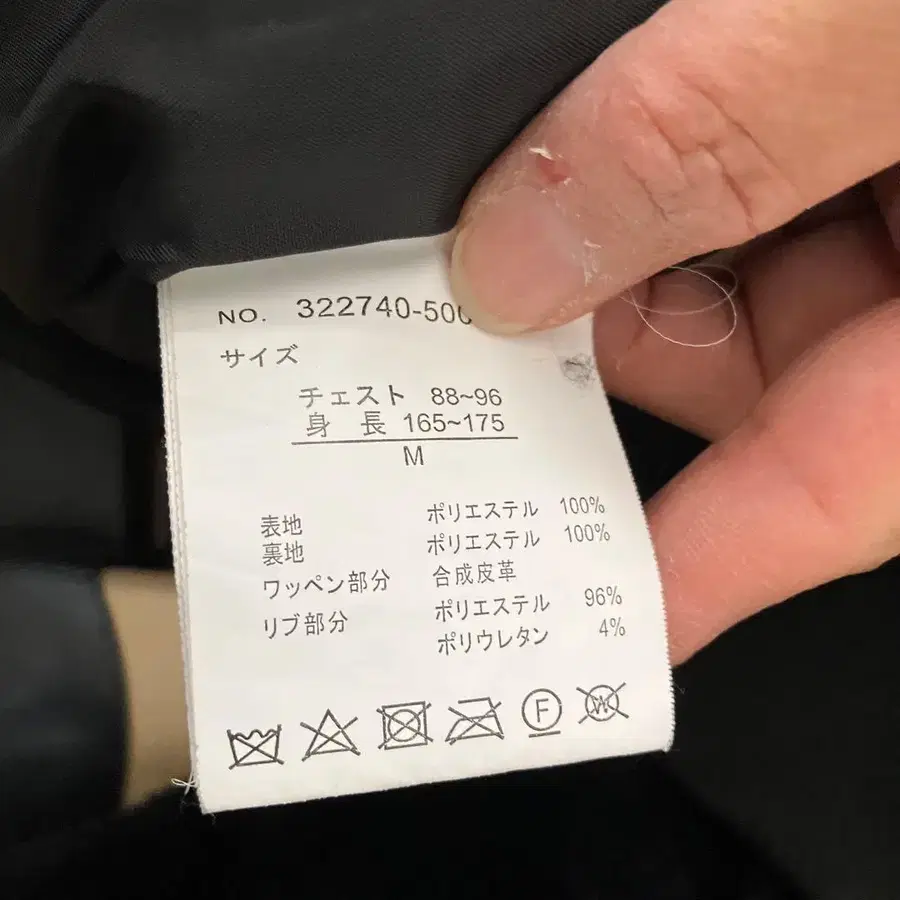 NO. 322740-500
サイズ
チェスト 88~96
身 長 165~175
M
表地 ポリエステル 100%
裏地 ポリエステル 100%
ワッペン部分 合成皮革
リブ部分 ポリエステル 96%
ポリウレタン 4%
F W